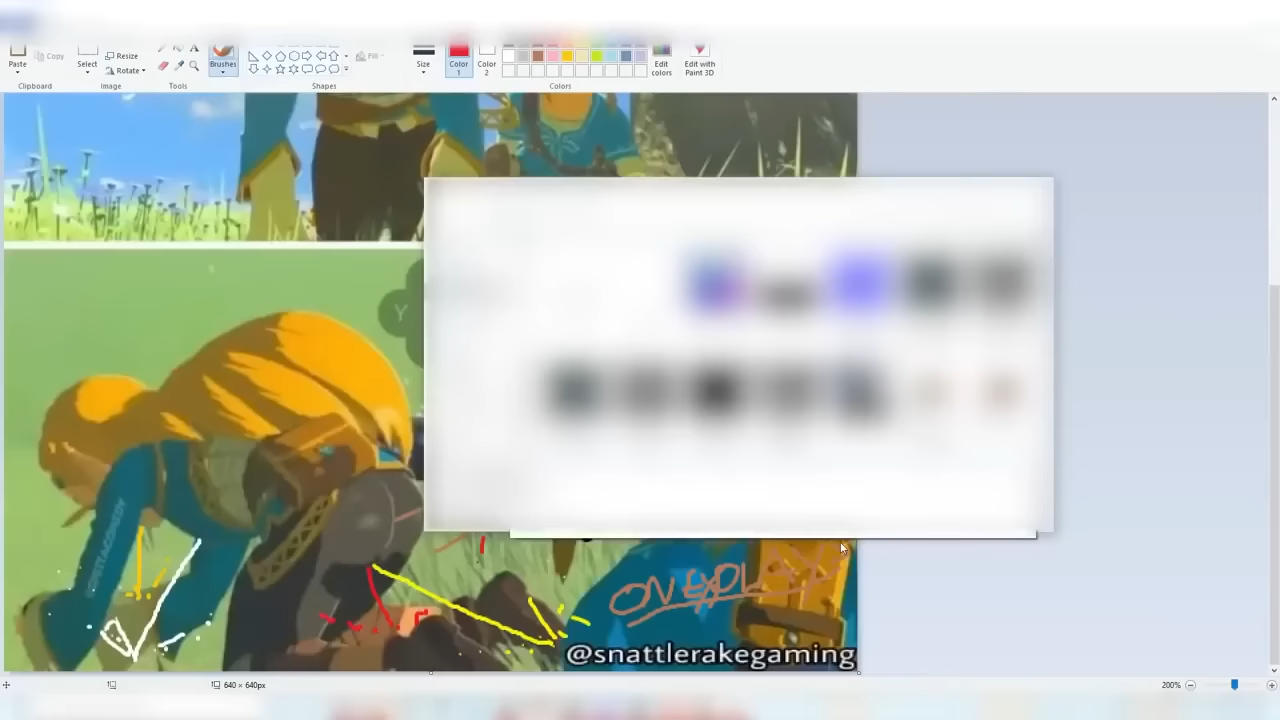 Paste
Copy
Select
Resize
Rotate
A
Brushes
Fill
Size
Color 1
Color 2
Edit colors
Edit with Paint 3D
Clipboard
Image
Tools
Shapes
Colors
Y
ONEXPLAY
@snattlerakegaming
640 × 640px
200%